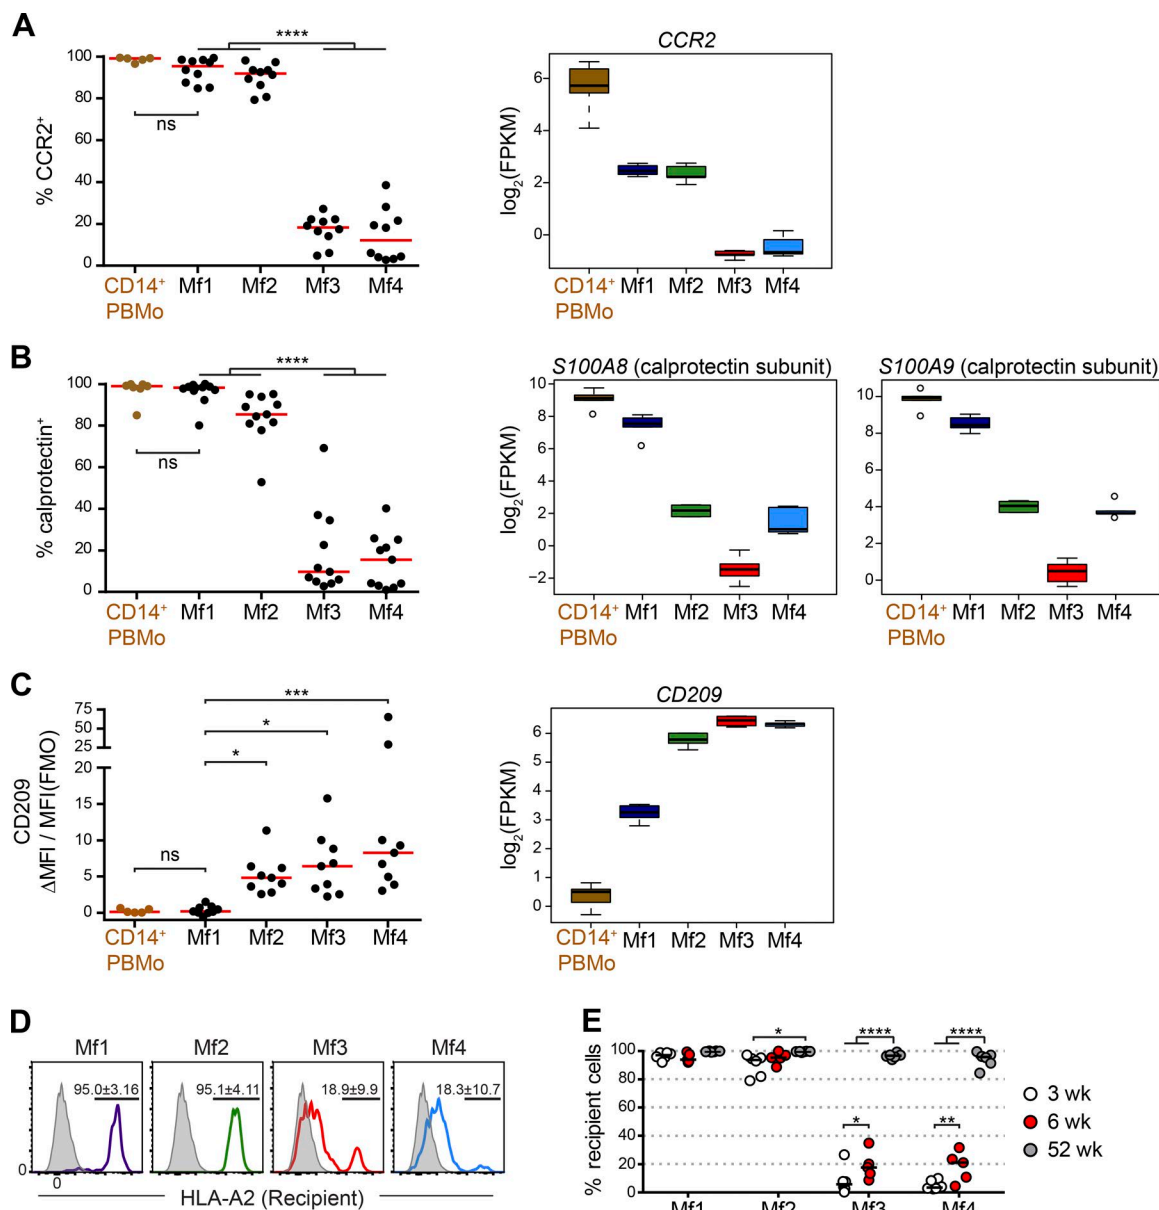 A
****
CCR2
100
80
60
40
20
0
% CCR2⁺
ns
CD14⁺
PBMo
Mf1
Mf2
Mf3
Mf4
6
4
2
0
log₂(FPKM)
CD14⁺
PBMo
Mf1
Mf2
Mf3
Mf4
B
****
100
80
60
40
20
0
% calprotectin⁺
ns
CD14⁺
PBMo
Mf1
Mf2
Mf3
Mf4
S100A8 (calprotectin subunit)
10
8
6
4
2
0
−2
log₂(FPKM)
CD14⁺
PBMo
Mf1
Mf2
Mf3
Mf4
S100A9 (calprotectin subunit)
10
8
6
4
2
0
CD14⁺
PBMo
Mf1
Mf2
Mf3
Mf4
C
***
*
*
ns
75
50
25
20
15
10
5
0
CD209
ΔMFI / MFI(FMO)
CD14⁺
PBMo
Mf1
Mf2
Mf3
Mf4
CD209
6
5
4
3
2
1
0
log₂(FPKM)
CD14⁺
PBMo
Mf1
Mf2
Mf3
Mf4
D
Mf1
Mf2
Mf3
Mf4
95.0±3.16
95.1±4.11
18.9±9.9
18.3±10.7
0
0
HLA-A2 (Recipient)
E
*
****
****
*
**
100
80
60
40
20
0
% recipient cells
Mf1
Mf2
Mf3
Mf4
3 wk
6 wk
52 wk